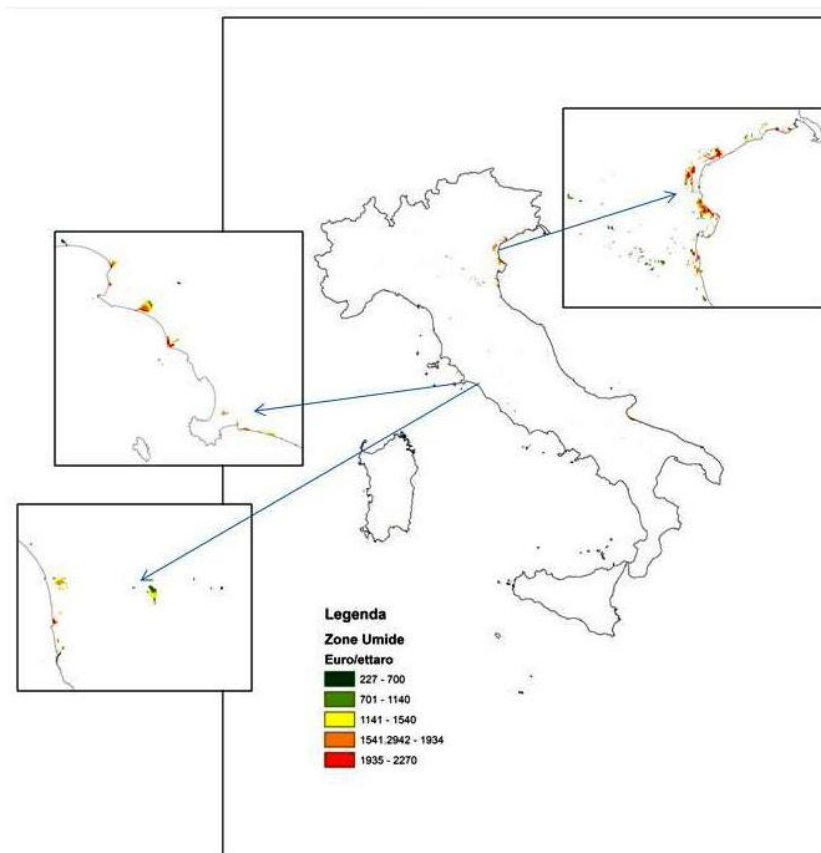 Legenda
Zone Umide
Euro/ettaro
227 - 700
701 - 1140
1141 - 1540
1541.2942 - 1934
1935 - 2270